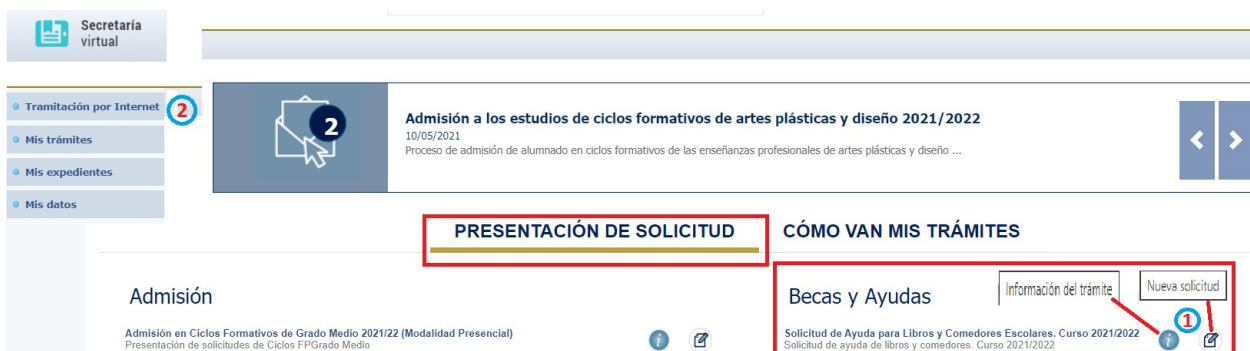 Secretaría
virtual
Tramitación por Internet
2
Mis trámites
Mis expedientes
Mis datos
2
Admisión a los estudios de ciclos formativos de artes plásticas y diseño 2021/2022
10/05/2021
Proceso de admisión de alumnado en ciclos formativos de las enseñanzas profesionales de artes plásticas y diseño ...
PRESENTACIÓN DE SOLICITUD
CÓMO VAN MIS TRÁMITES
Admisión
Admisión en Ciclos Formativos de Grado Medio 2021/22 (Modalidad Presencial)
Presentación de solicitudes de Ciclos FPGrado Medio
i
Becas y Ayudas
Información del trámite
Nueva solicitud
1
Solicitud de Ayuda para Libros y Comedores Escolares. Curso 2021/2022
Solicitud de ayuda de libros y comedores. Curso 2021/2022
i